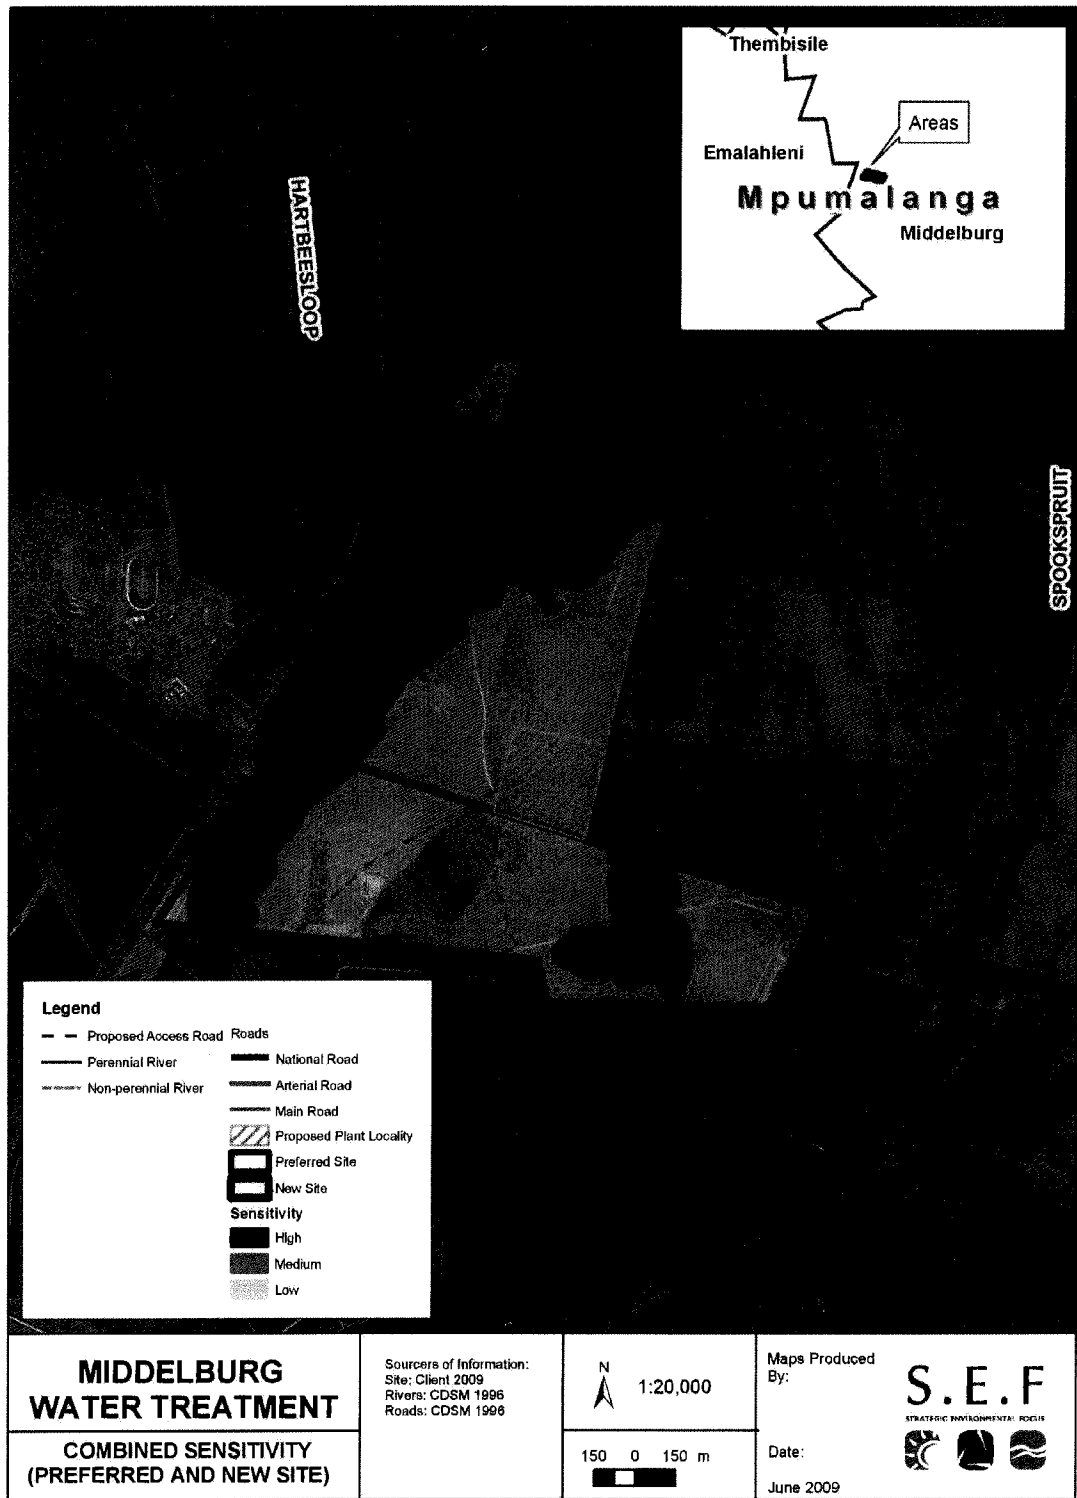 Thembisile
Areas
Emalahleni
Mpumalanga
Middelburg
HARTBEESLOOP
SPOOKSPRUIT
Legend
Proposed Access Road
Perennial River
Non-perennial River
Roads
National Road
Arterial Road
Main Road
Proposed Plant Locality
Preferred Site
New Site
Sensitivity
High
Medium
Low
MIDDELBURG
WATER TREATMENT
COMBINED SENSITIVITY
(PREFERRED AND NEW SITE)
Sourcers of Information:
Site: Client 2009
Rivers: CDSM 1996
Roads: CDSM 1996
N
1:20,000
150 0 150 m
Maps Produced
By:
S.E.F
STRATEGIC ENVIRONMENTAL FOCUS
Date:
June 2009